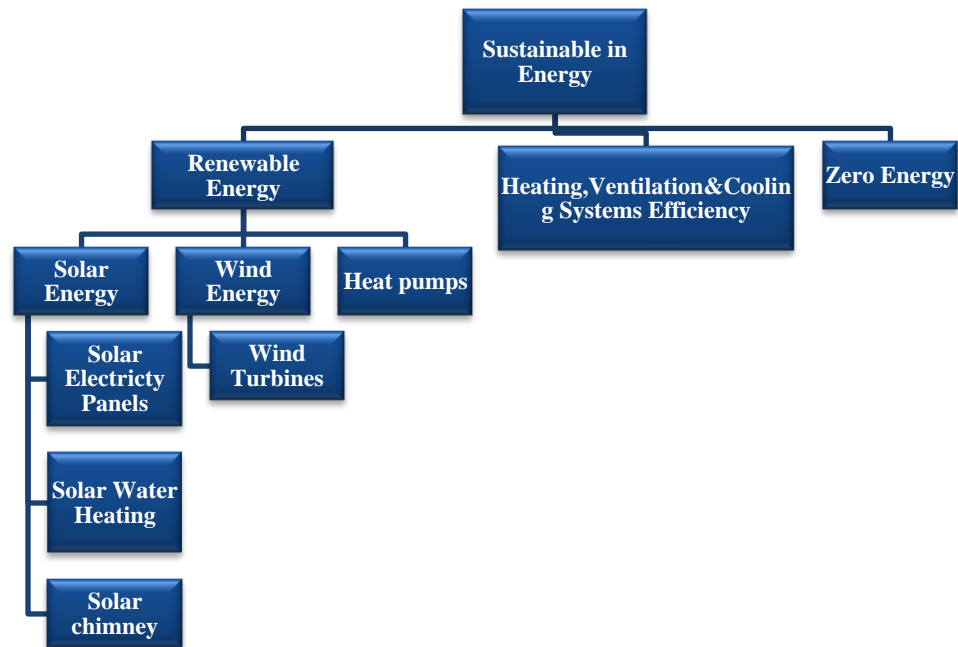 Sustainable in
Energy
Renewable
Energy
Heating,Ventilation&Coolin
g Systems Efficiency
Zero Energy
Solar
Energy
Wind
Energy
Heat pumps
Solar
Electricty
Panels
Wind
Turbines
Solar Water
Heating
Solar
chimney